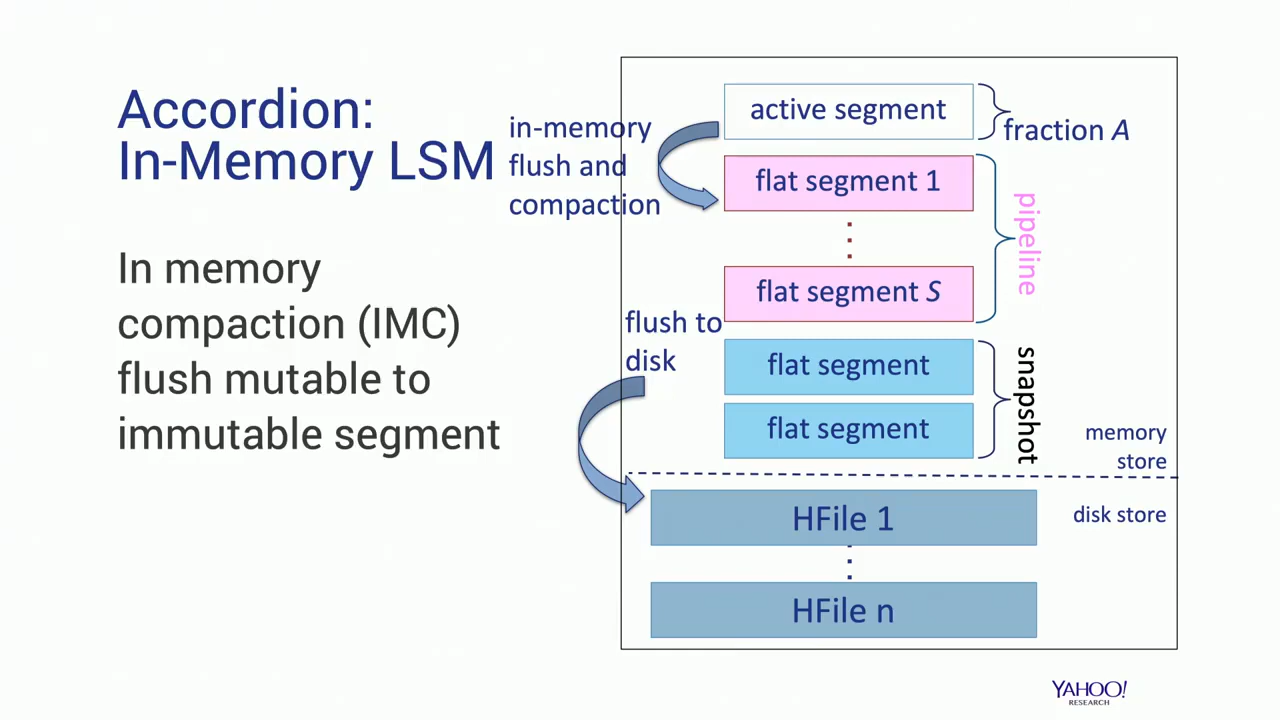 Accordion:
In-Memory LSM
In memory
compaction (IMC)
flush mutable to
immutable segment
in-memory
flush and
compaction
active segment
fraction A
flat segment 1
pipeline
flat segment S
flush to
disk
flat segment
flat segment
snapshot
memory
store
disk store
HFile 1
HFile n
YAHOO!
RESEARCH